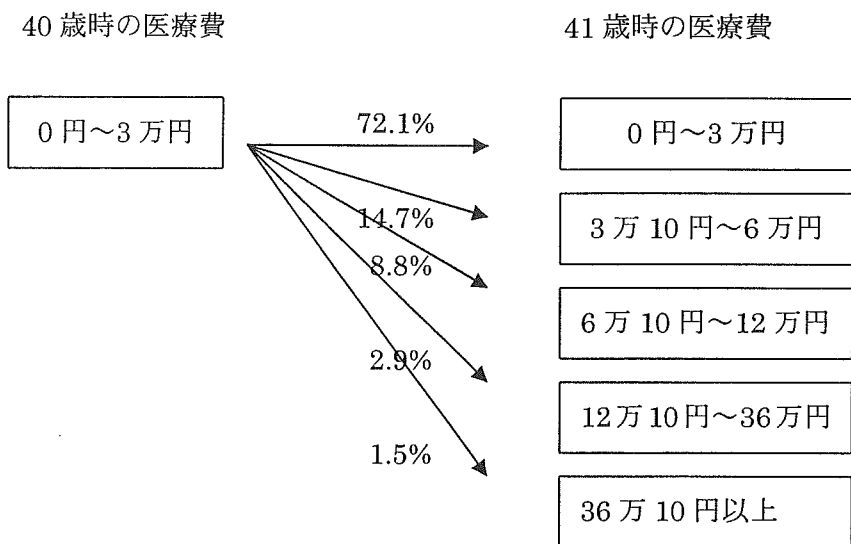 40 歳時の医療費
41 歳時の医療費
0 円～3 万円
72.1%
0 円～3 万円
14.7%
3 万 10 円～6 万円
8.8%
6 万 10 円～12 万円
2.9%
12 万 10 円～36 万円
1.5%
36 万 10 円以上